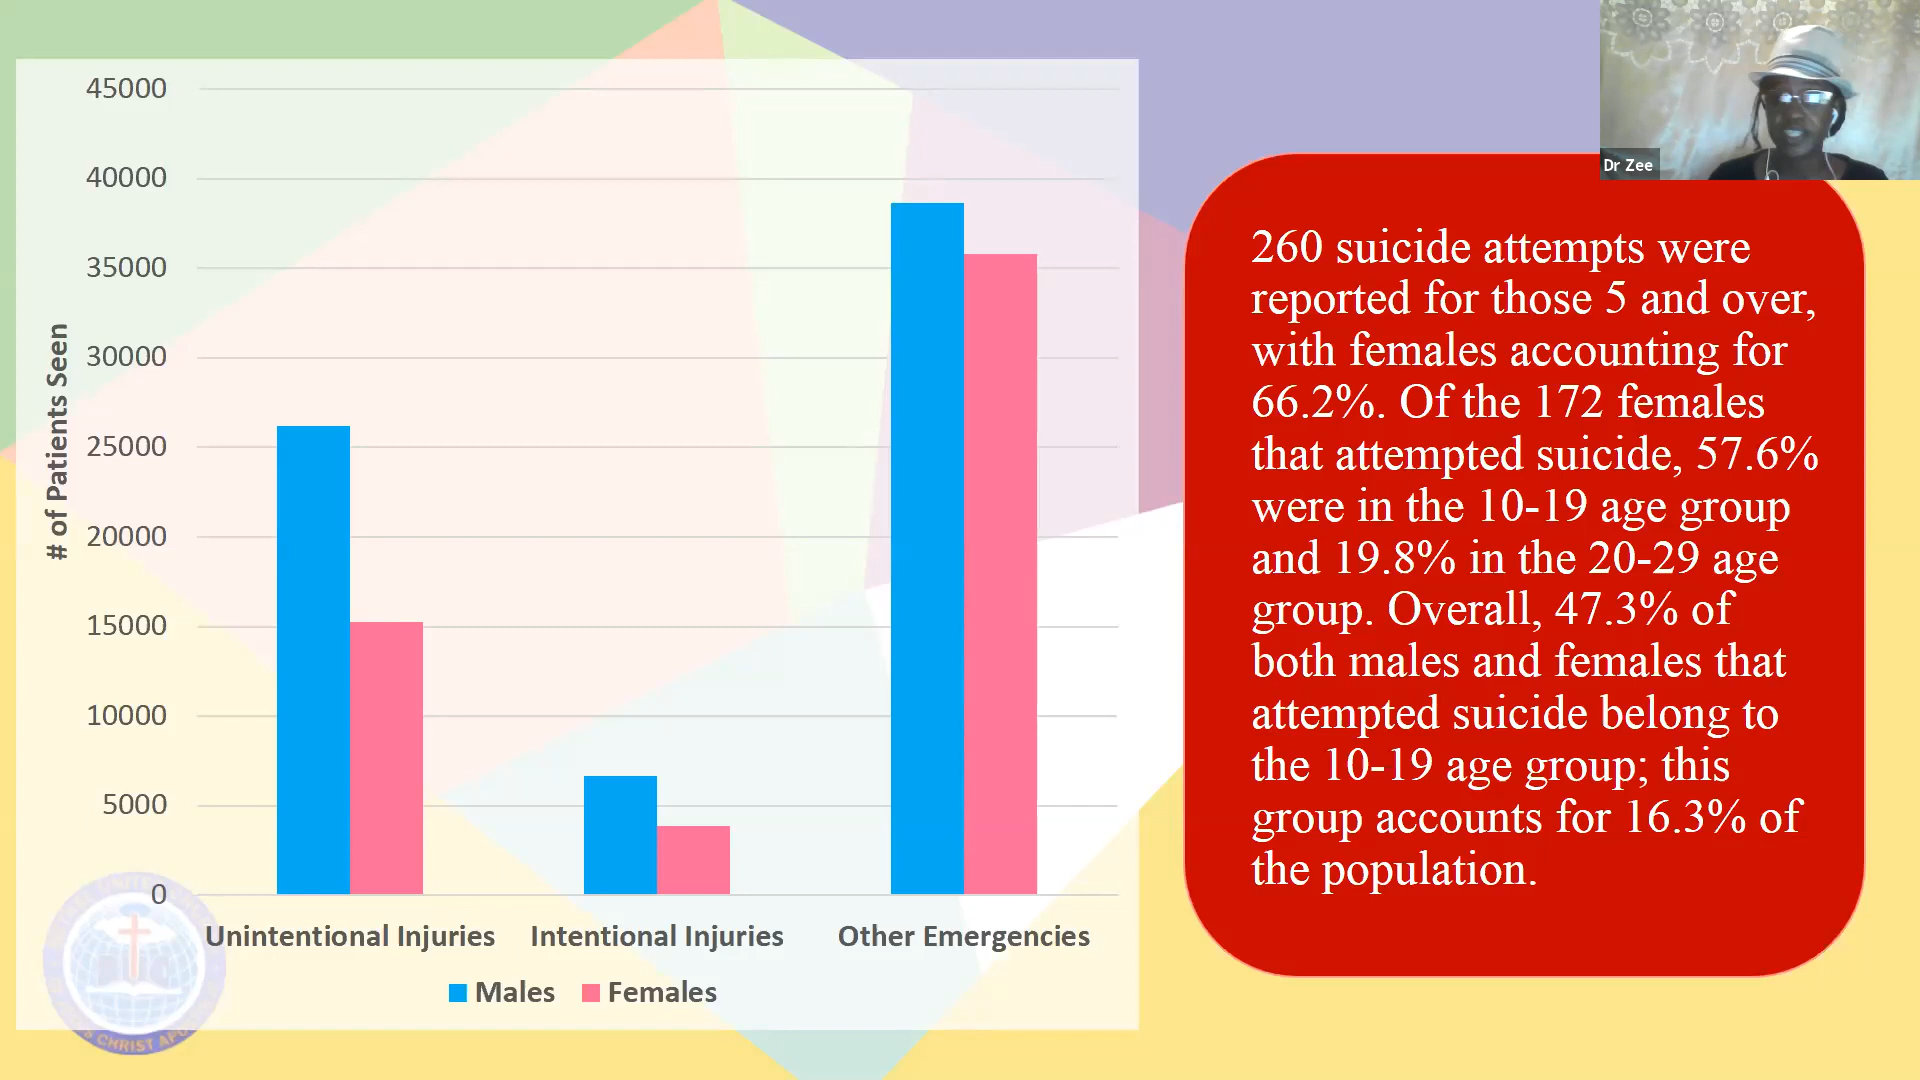 45000
40000
35000
30000
25000
20000
15000
10000
5000
0
# of Patients Seen
Unintentional Injuries
Intentional Injuries
Other Emergencies
Males
Females
CHRIST
Dr Zee
260 suicide attempts were
reported for those 5 and over,
with females accounting for
66.2%. Of the 172 females
that attempted suicide, 57.6%
were in the 10-19 age group
and 19.8% in the 20-29 age
group. Overall, 47.3% of
both males and females that
attempted suicide belong to
the 10-19 age group; this
group accounts for 16.3% of
the population.